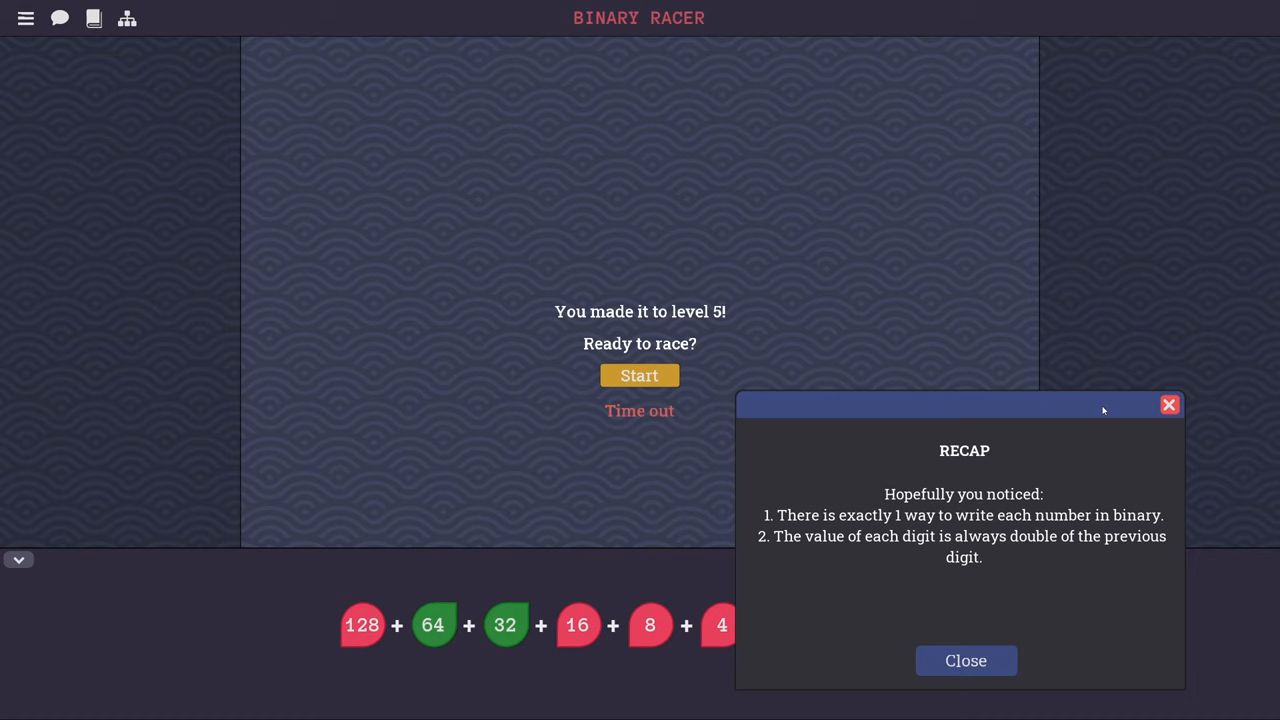 BINARY RACER
You made it to level 5!
Ready to race?
Start
Time out
RECAP
Hopefully you noticed:
1. There is exactly 1 way to write each number in binary.
2. The value of each digit is always double of the previous
digit.
Close
128 + 64 + 32 + 16 + 8 + 4